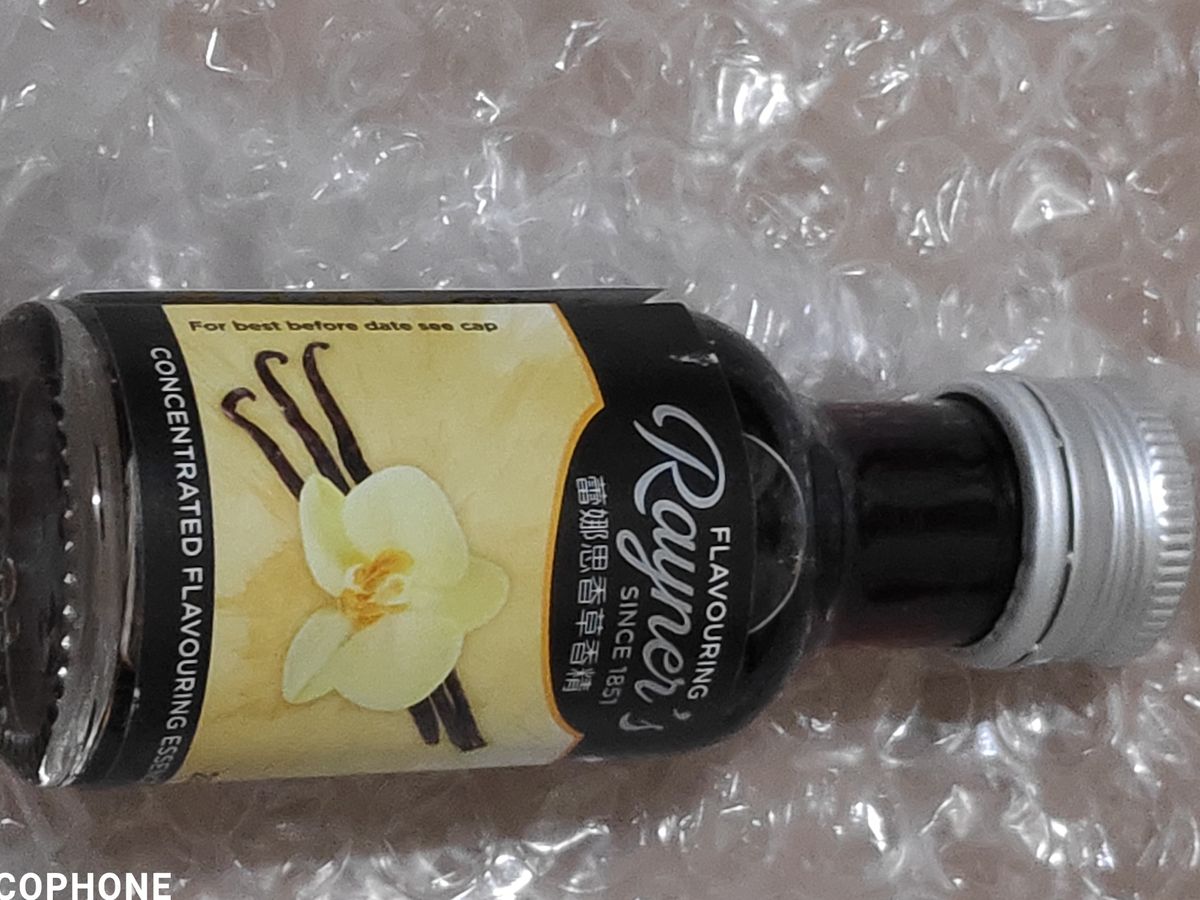 FLAVOURING
Rayner's
SINCE 1851
蕾娜思香草香精
For best before date see cap
CONCENTRATED FLAVOURING
COPHONE